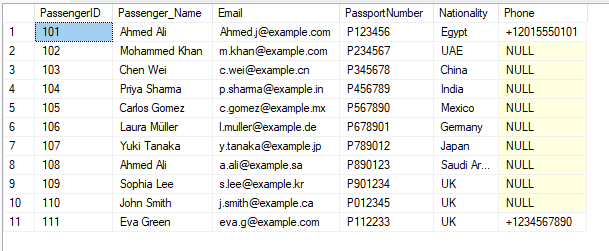 PassengerID Passenger_Name Email PassportNumber Nationality Phone
1 101 Ahmed Ali Ahmed.j@example.com P123456 Egypt +12015550101
2 102 Mohammed Khan m.khan@example.com P234567 UAE NULL
3 103 Chen Wei c.wei@example.cn P345678 China NULL
4 104 Priya Sharma p.sharma@example.in P456789 India NULL
5 105 Carlos Gomez c.gomez@example.mx P567890 Mexico NULL
6 106 Laura Müller l.muller@example.de P678901 Germany NULL
7 107 Yuki Tanaka y.tanaka@example.jp P789012 Japan NULL
8 108 Ahmed Ali a.ali@example.sa P890123 Saudi Ar... NULL
9 109 Sophia Lee s.lee@example.kr P901234 UK NULL
10 110 John Smith j.smith@example.ca P012345 UK NULL
11 111 Eva Green eva.g@example.com P112233 UK +1234567890